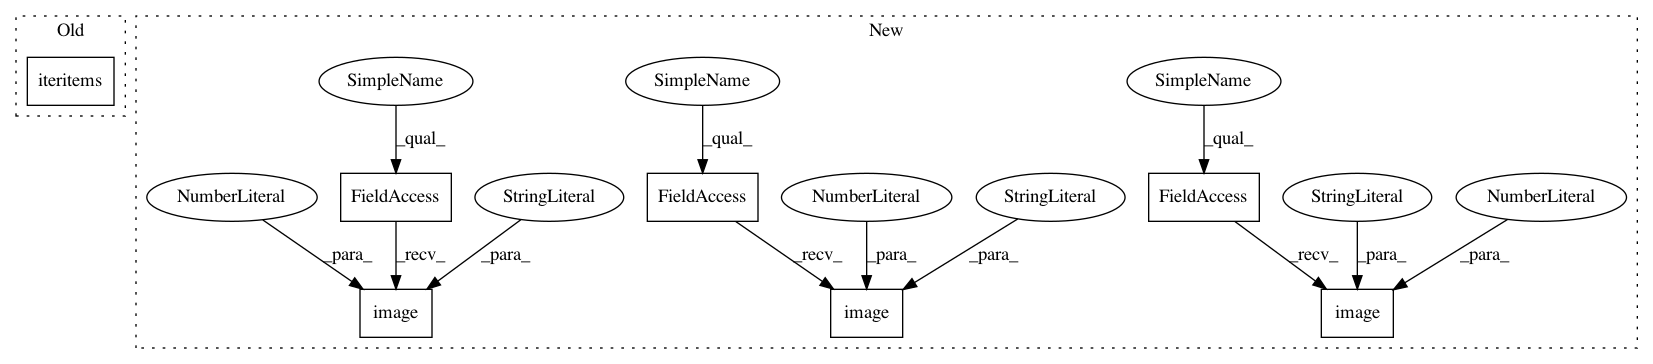 Old
New
iteritems
SimpleName
SimpleName
SimpleName
_qual_
_qual_
_qual_
NumberLiteral
FieldAccess
StringLiteral
FieldAccess
NumberLiteral
StringLiteral
FieldAccess
StringLiteral
NumberLiteral
_para_
_recv_
_para_
_recv_
_para_
_para_
_recv_
_para_
_para_
image
image
image